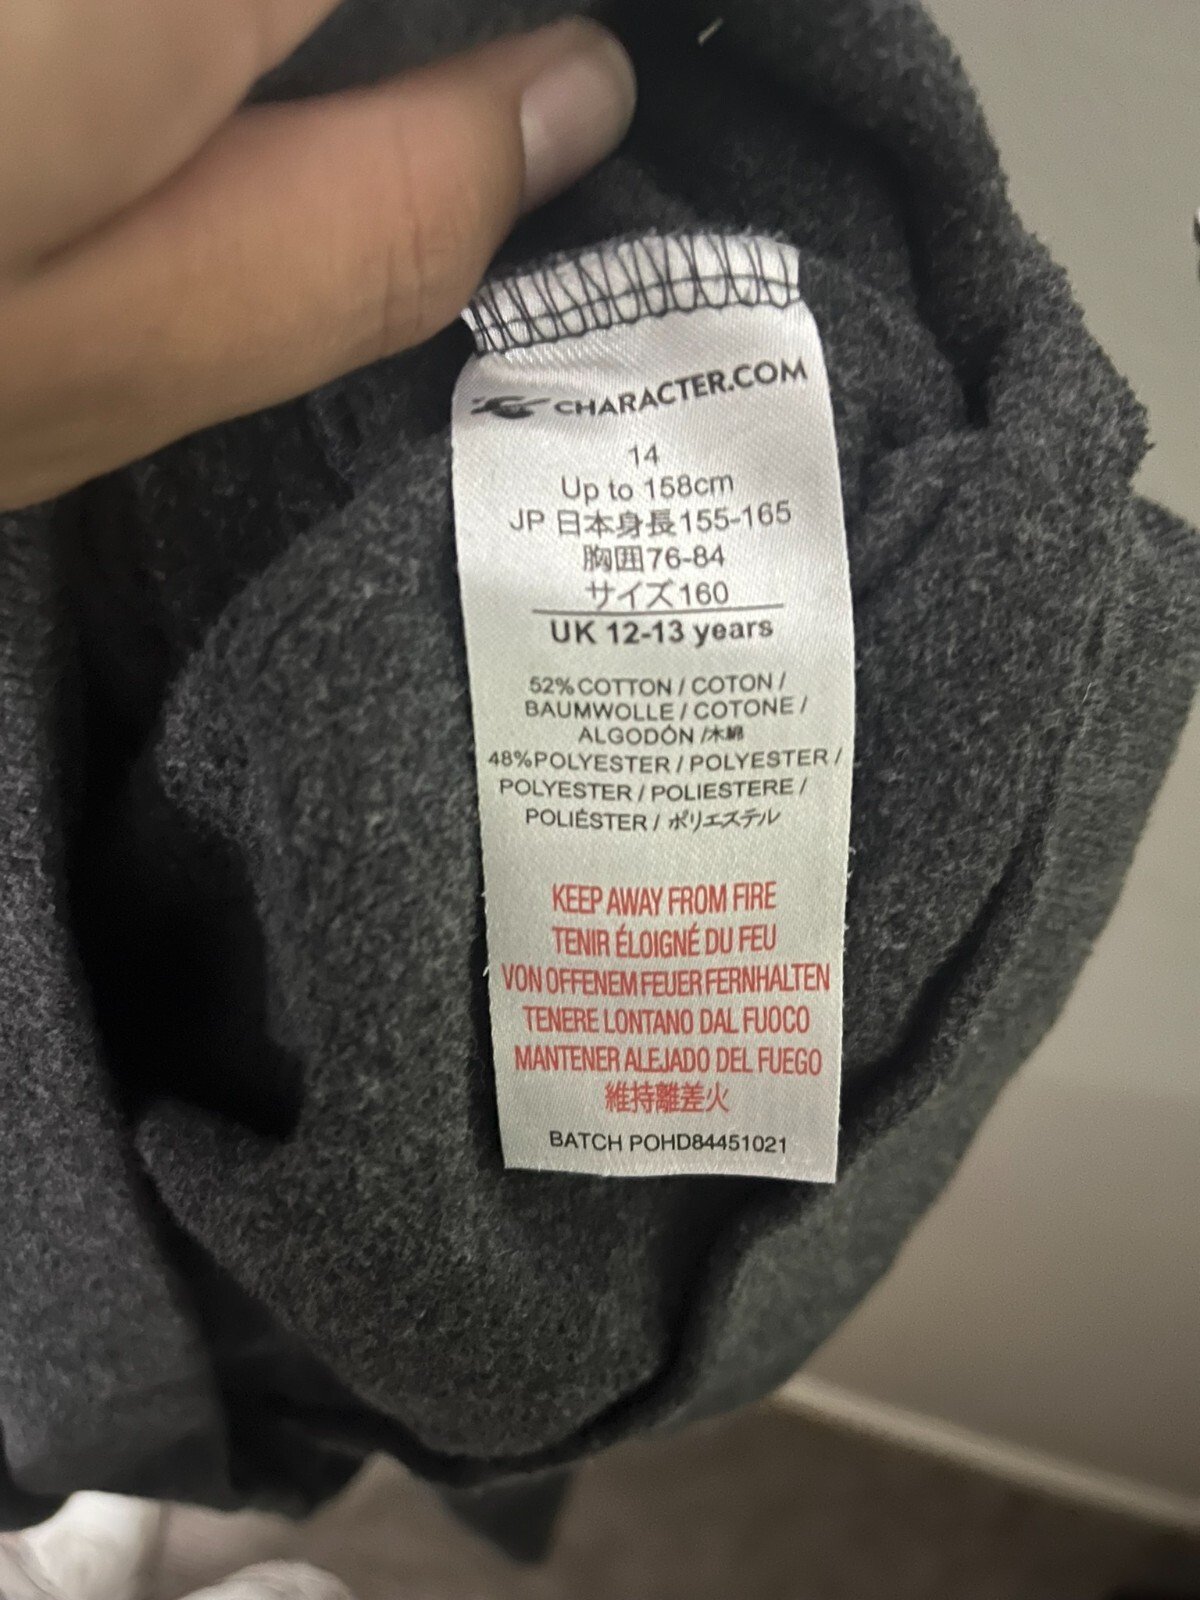 CHARACTER.COM
14
Up to 158cm
JP 日本身長155-165
胸囲76-84
サイズ160
UK 12-13 years
52%COTTON / COTON /
BAUMWOLLE / COTONE /
ALGODÓN /木綿
48%POLYESTER / POLYESTER /
POLYESTER / POLIESTERE /
POLIÉSTER / ポリエステル
KEEP AWAY FROM FIRE
TENIR ÉLOIGNÉ DU FEU
VON OFFENEM FEUER FERNHALTEN
TENERE LONTANO DAL FUOCO
MANTENER ALEJADO DEL FUEGO
維持離差火
BATCH POHD84451021